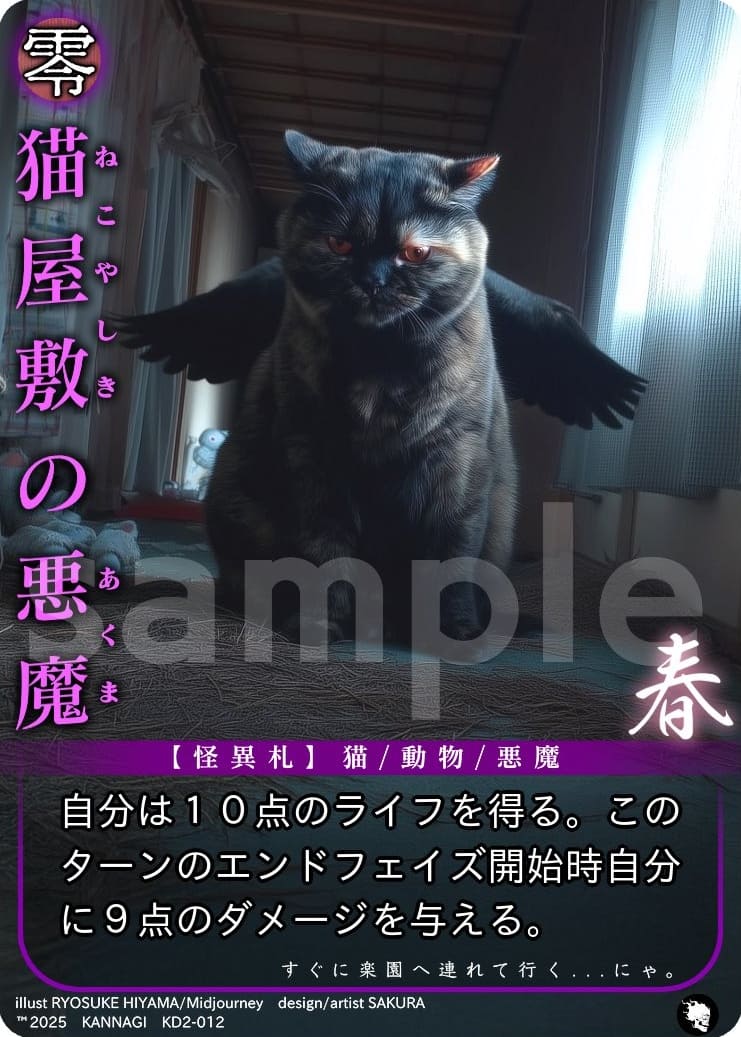 零
猫屋敷の悪魔
ねこやしき
あくま
sample
春
【怪異札】猫/動物/悪魔
自分は１０点のライフを得る。この
ターンのエンドフェイズ開始時自分
に９点のダメージを与える。
すぐに楽園へ連れて行く...にゃ。
illust RYOSUKE HIYAMA/Midjourney design/artist SAKURA
™2025 KANNAGI KD2-012